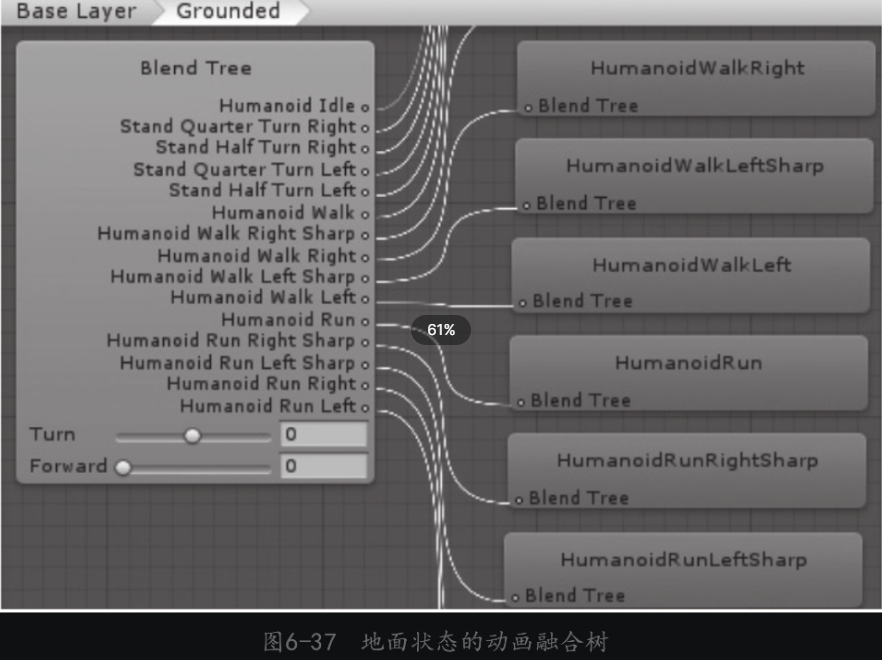 Base Layer Grounded
Blend Tree
Humanoid Idle
Stand Quarter Turn Right
Stand Half Turn Right
Stand Quarter Turn Left
Stand Half Turn Left
Humanoid Walk
Humanoid Walk Right Sharp
Humanoid Walk Right
Humanoid Walk Left Sharp
Humanoid Walk Left
Humanoid Run
Humanoid Run Right Sharp
Humanoid Run Left Sharp
Humanoid Run Right
Humanoid Run Left
Turn 0
Forward 0
61%
HumanoidWalkRight
Blend Tree
HumanoidWalkLeftSharp
Blend Tree
HumanoidWalkLeft
Blend Tree
HumanoidRun
Blend Tree
HumanoidRunRightSharp
Blend Tree
HumanoidRunLeftSharp
Blend Tree
图6-37 地面状态的动画融合树